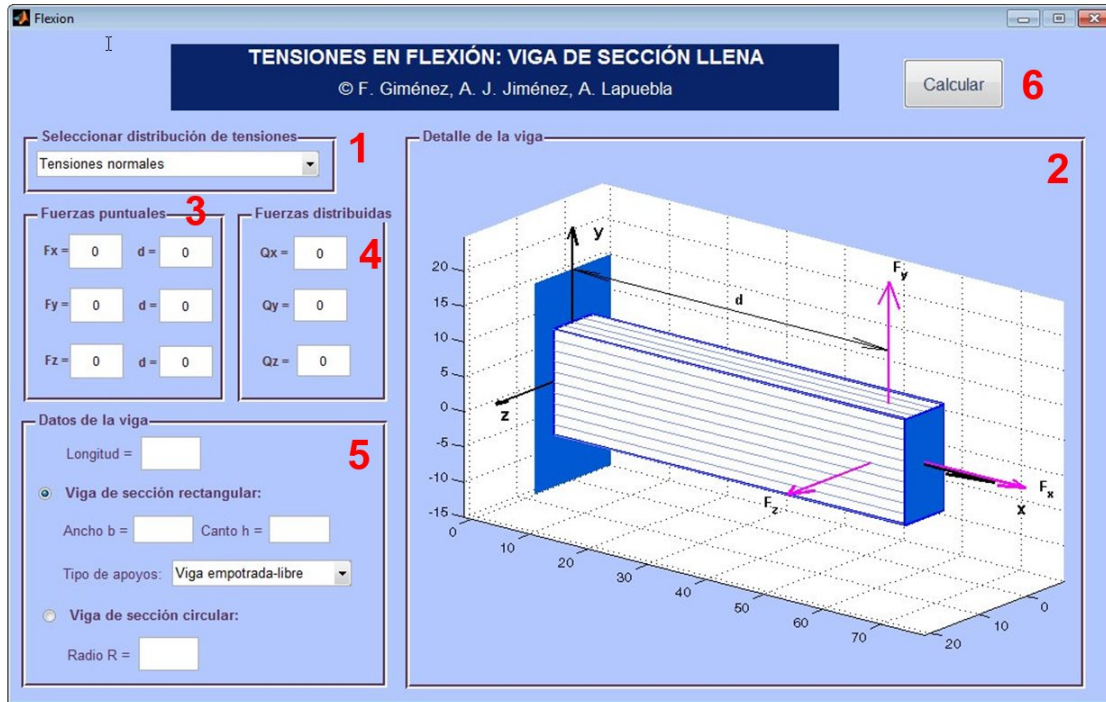 Flexion
TENSIONES EN FLEXIÓN: VIGA DE SECCIÓN LLENA
© F. Giménez, A. J. Jiménez, A. Lapuebla
Calcular
6
Seleccionar distribución de tensiones
1
Tensiones normales
Fuerzas puntuales
3
Fx = 0 d = 0
Fy = 0 d = 0
Fz = 0 d = 0
Fuerzas distribuidas
4
Qx = 0
Qy = 0
Qz = 0
Datos de la viga
5
Longitud =
Viga de sección rectangular:
Ancho b = Canto h =
Tipo de apoyos: Viga empotrada-libre
Viga de sección circular:
Radio R =
Detalle de la viga
2
y
F_y
d
z
F_z
F_x
x
20
15
10
5
0
-5
-10
-15
0
10
20
30
40
50
60
70
20
10
0